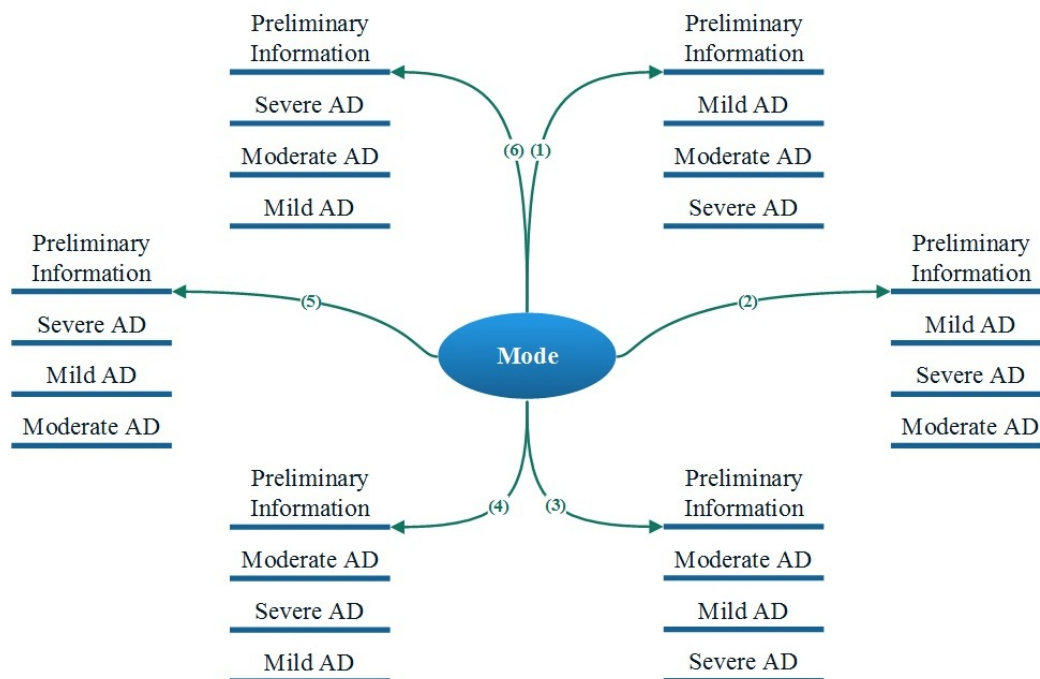 Preliminary
Information
Severe AD
Moderate AD
Mild AD
Preliminary
Information
Mild AD
Moderate AD
Severe AD
(6)
(1)
Preliminary
Information
Severe AD
Mild AD
Moderate AD
(5)
Mode
(2)
Preliminary
Information
Mild AD
Severe AD
Moderate AD
Preliminary
Information
Moderate AD
Severe AD
Mild AD
(4)
(3)
Preliminary
Information
Moderate AD
Mild AD
Severe AD